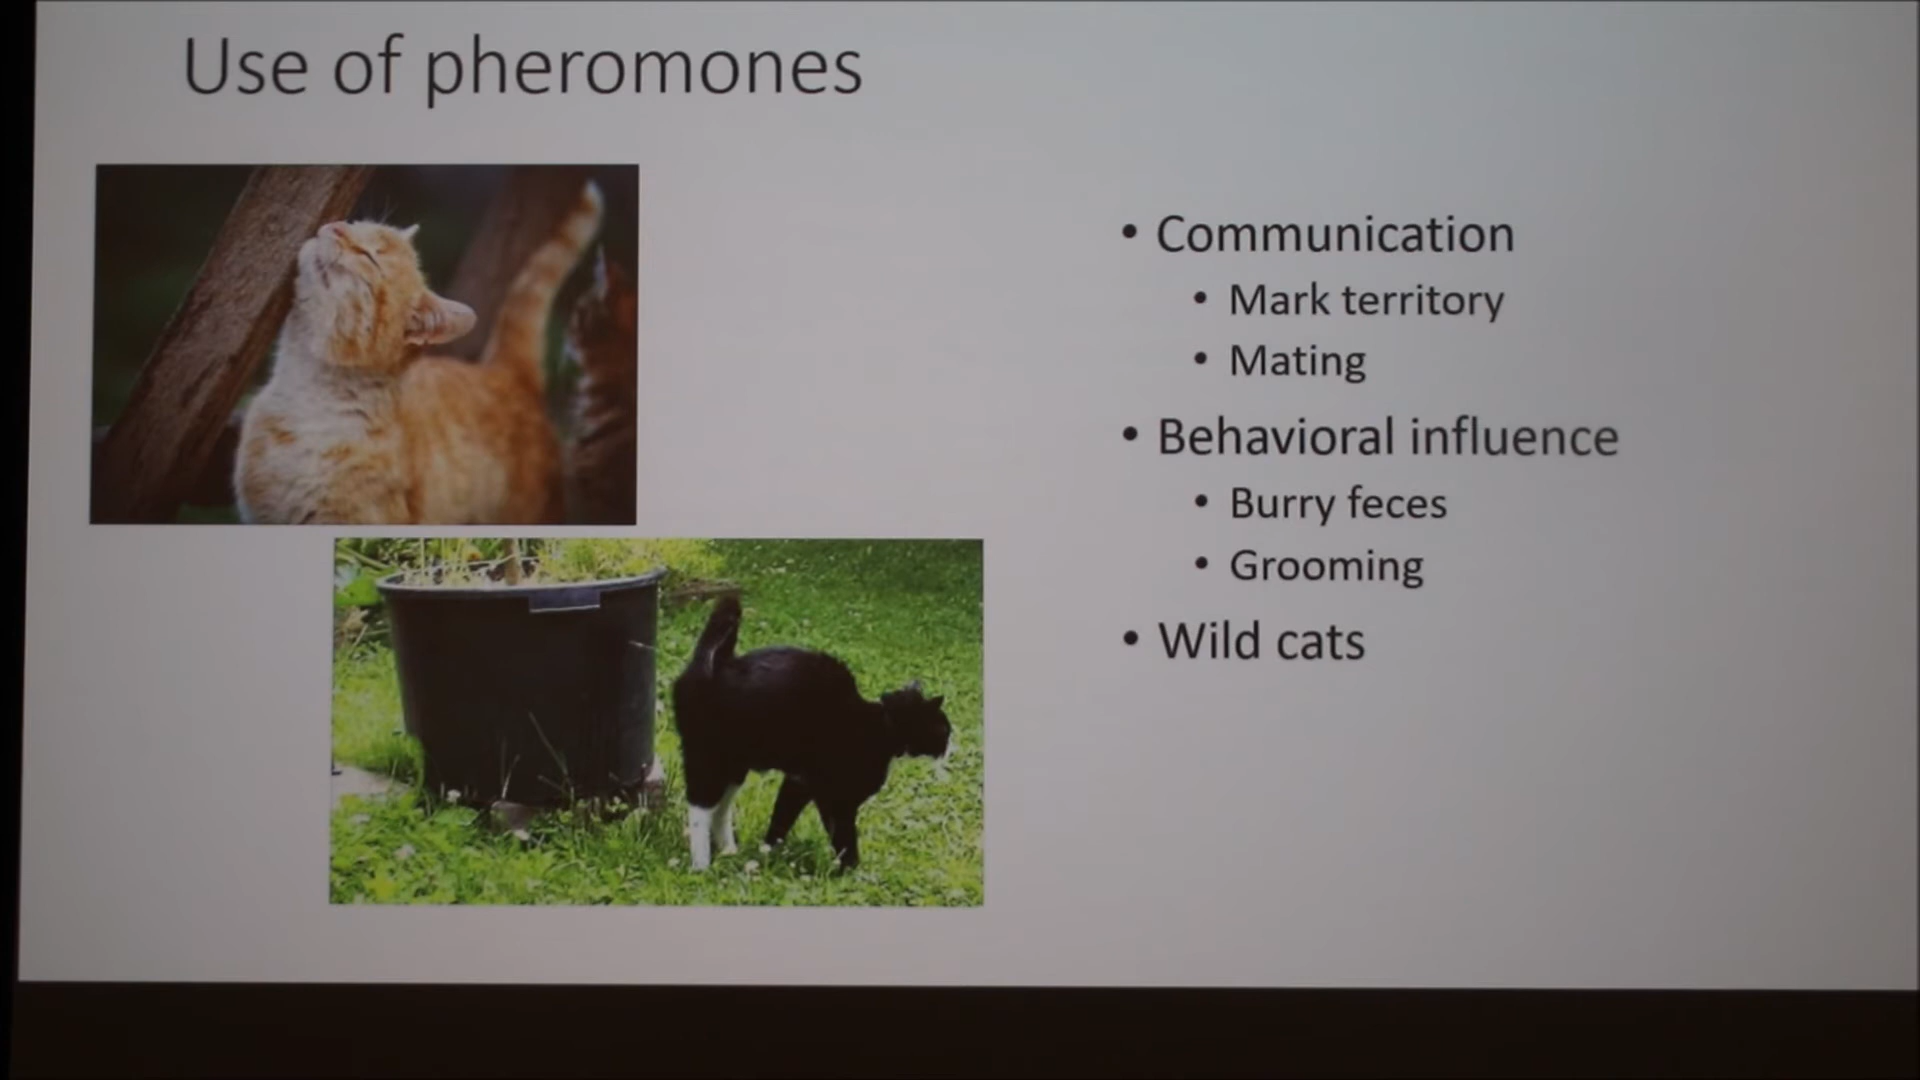 Use of pheromones
• Communication
• Mark territory
• Mating
• Behavioral influence
• Burry feces
• Grooming
• Wild cats